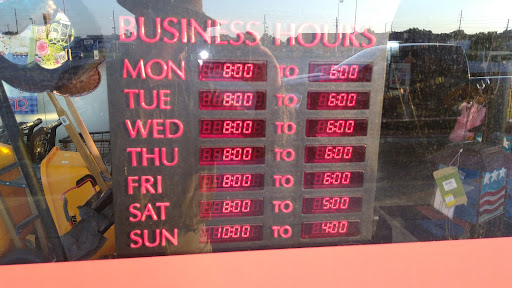 BUSINESS HOURS
MON 8:00 TO 6:00
TUE 8:00 TO 6:00
WED 8:00 TO 6:00
THU 8:00 TO 6:00
FRI 8:00 TO 6:00
SAT 8:00 TO 5:00
SUN 10:00 TO 4:00